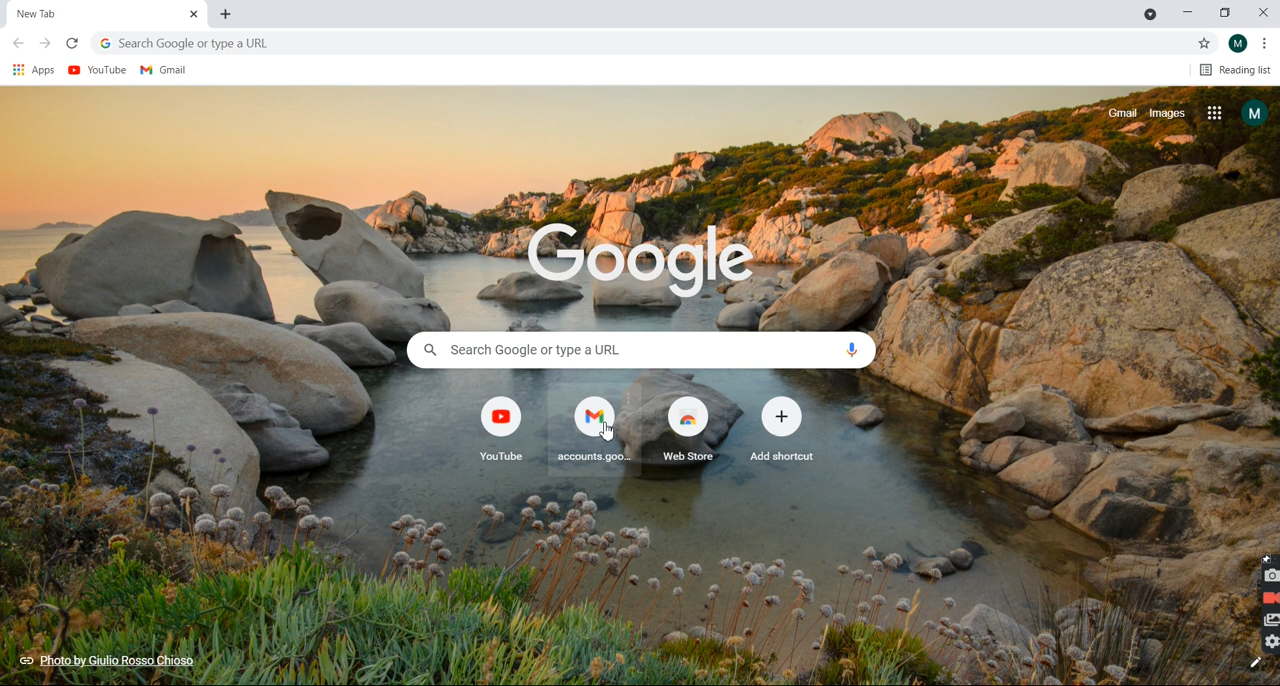 New Tab
Search Google or type a URL
M
Apps YouTube Gmail Reading list
Gmail Images M
Google
Search Google or type a URL
YouTube accounts.goo... Web Store Add shortcut
Photo by Giulio Rosso Chioso